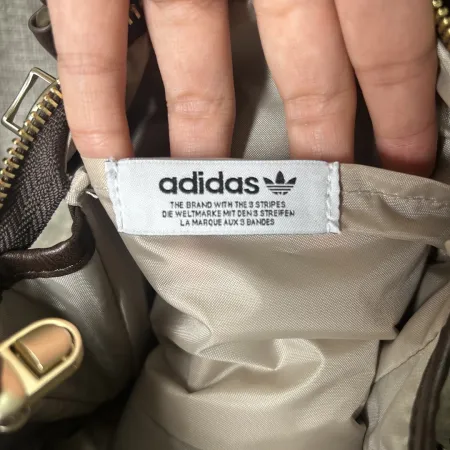 adidas
THE BRAND WITH THE 3 STRIPES
DIE WELTMARKE MIT DEN 3 STREIFEN
LA MARQUE AUX 3 BANDES